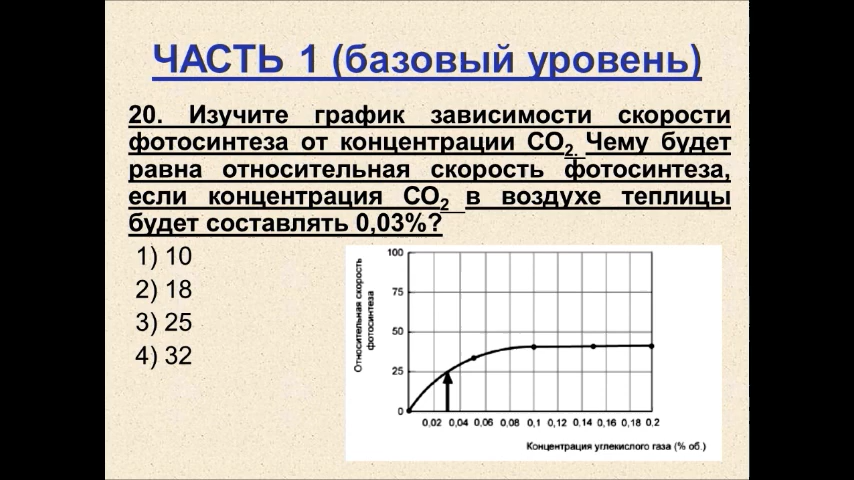 ЧАСТЬ 1 (базовый уровень)
20. Изучите график зависимости скорости
фотосинтеза от концентрации СО2. Чему будет
равна относительная скорость фотосинтеза,
если концентрация СО2 в воздухе теплицы
будет составлять 0,03%?
1) 10
2) 18
3) 25
4) 32
Относительная скорость
фотосинтеза
100
75
50
25
0
0,02 0,04 0,06 0,08 0,1 0,12 0,14 0,16 0,18 0,2
Концентрация углекислого газа (% об.)